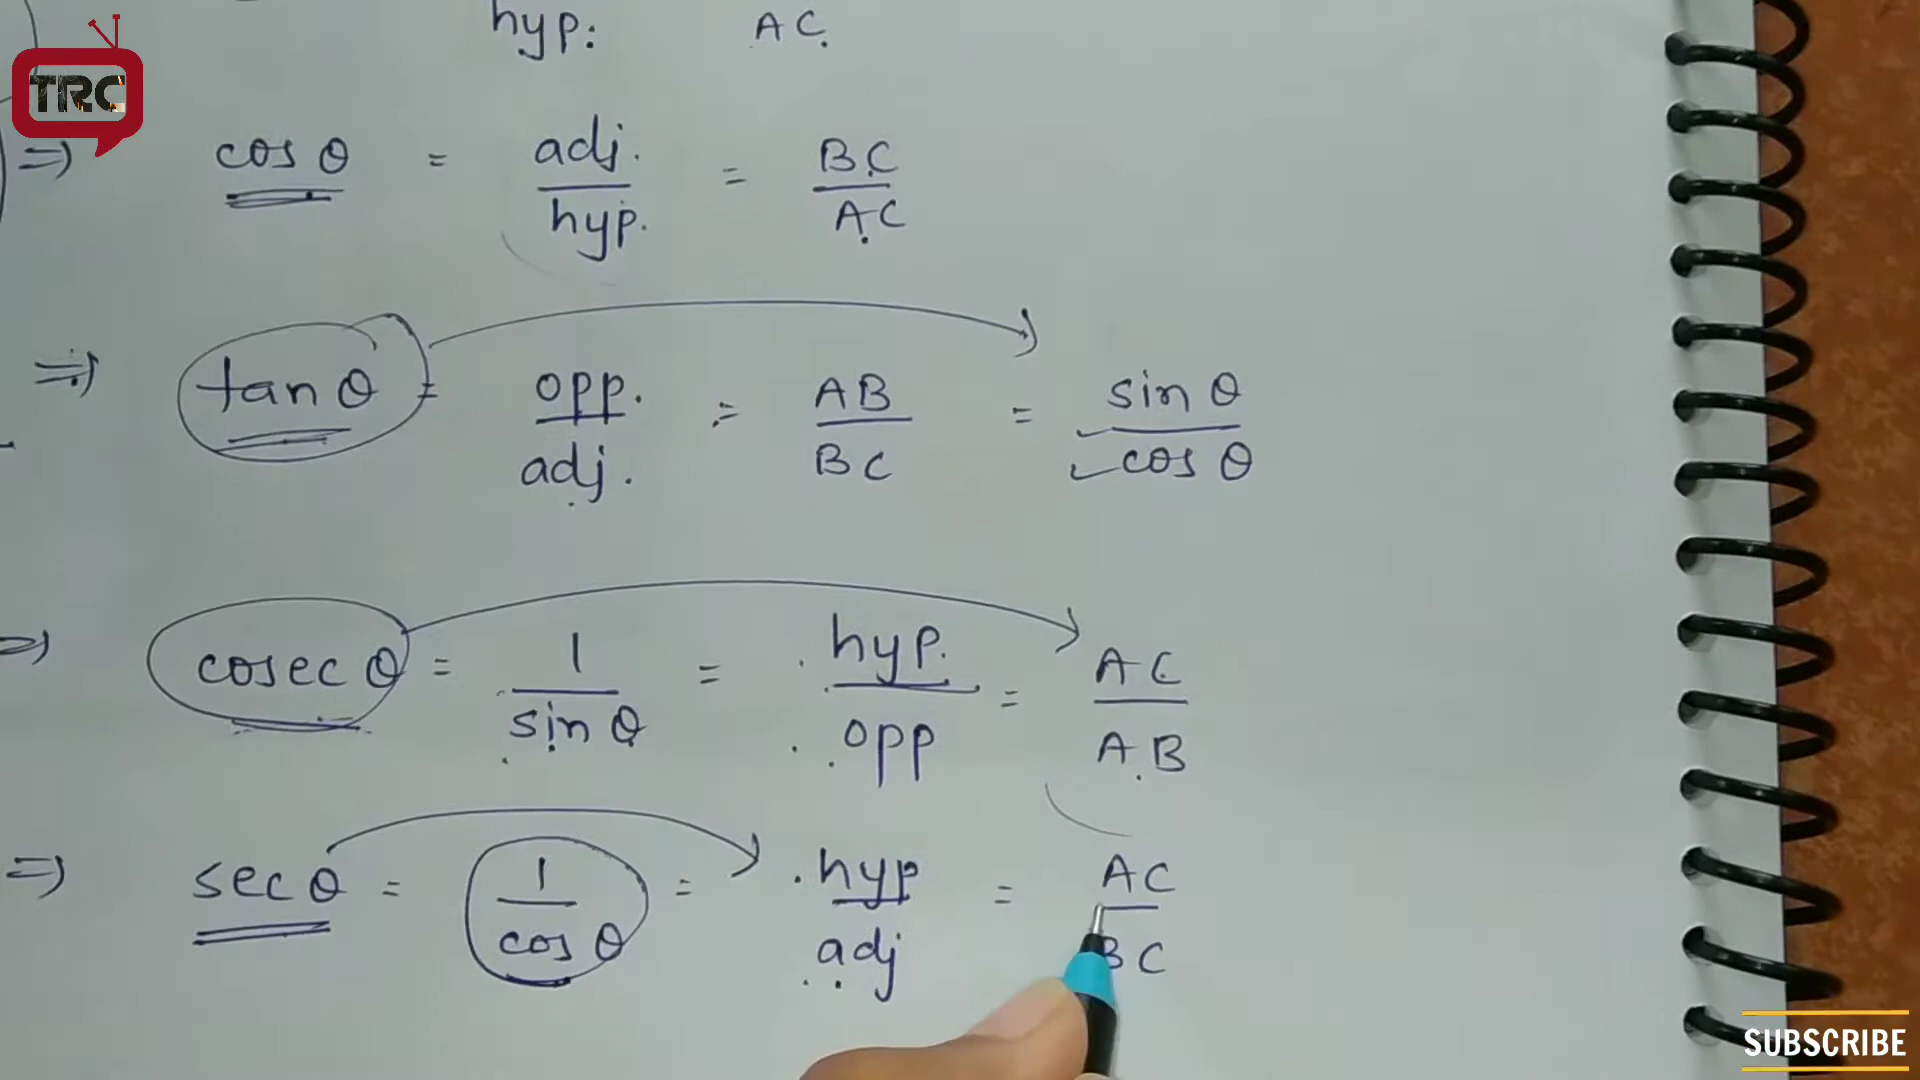 hyp. AC.
TRC
=> cos θ = adj./hyp. = BC/AC
=> tan θ = opp./adj. = AB/BC = sin θ/cos θ
=> cosec θ = 1/sin θ = hyp./opp = AC/AB
=> sec θ = 1/cos θ = hyp/adj = AC/BC
SUBSCRIBE